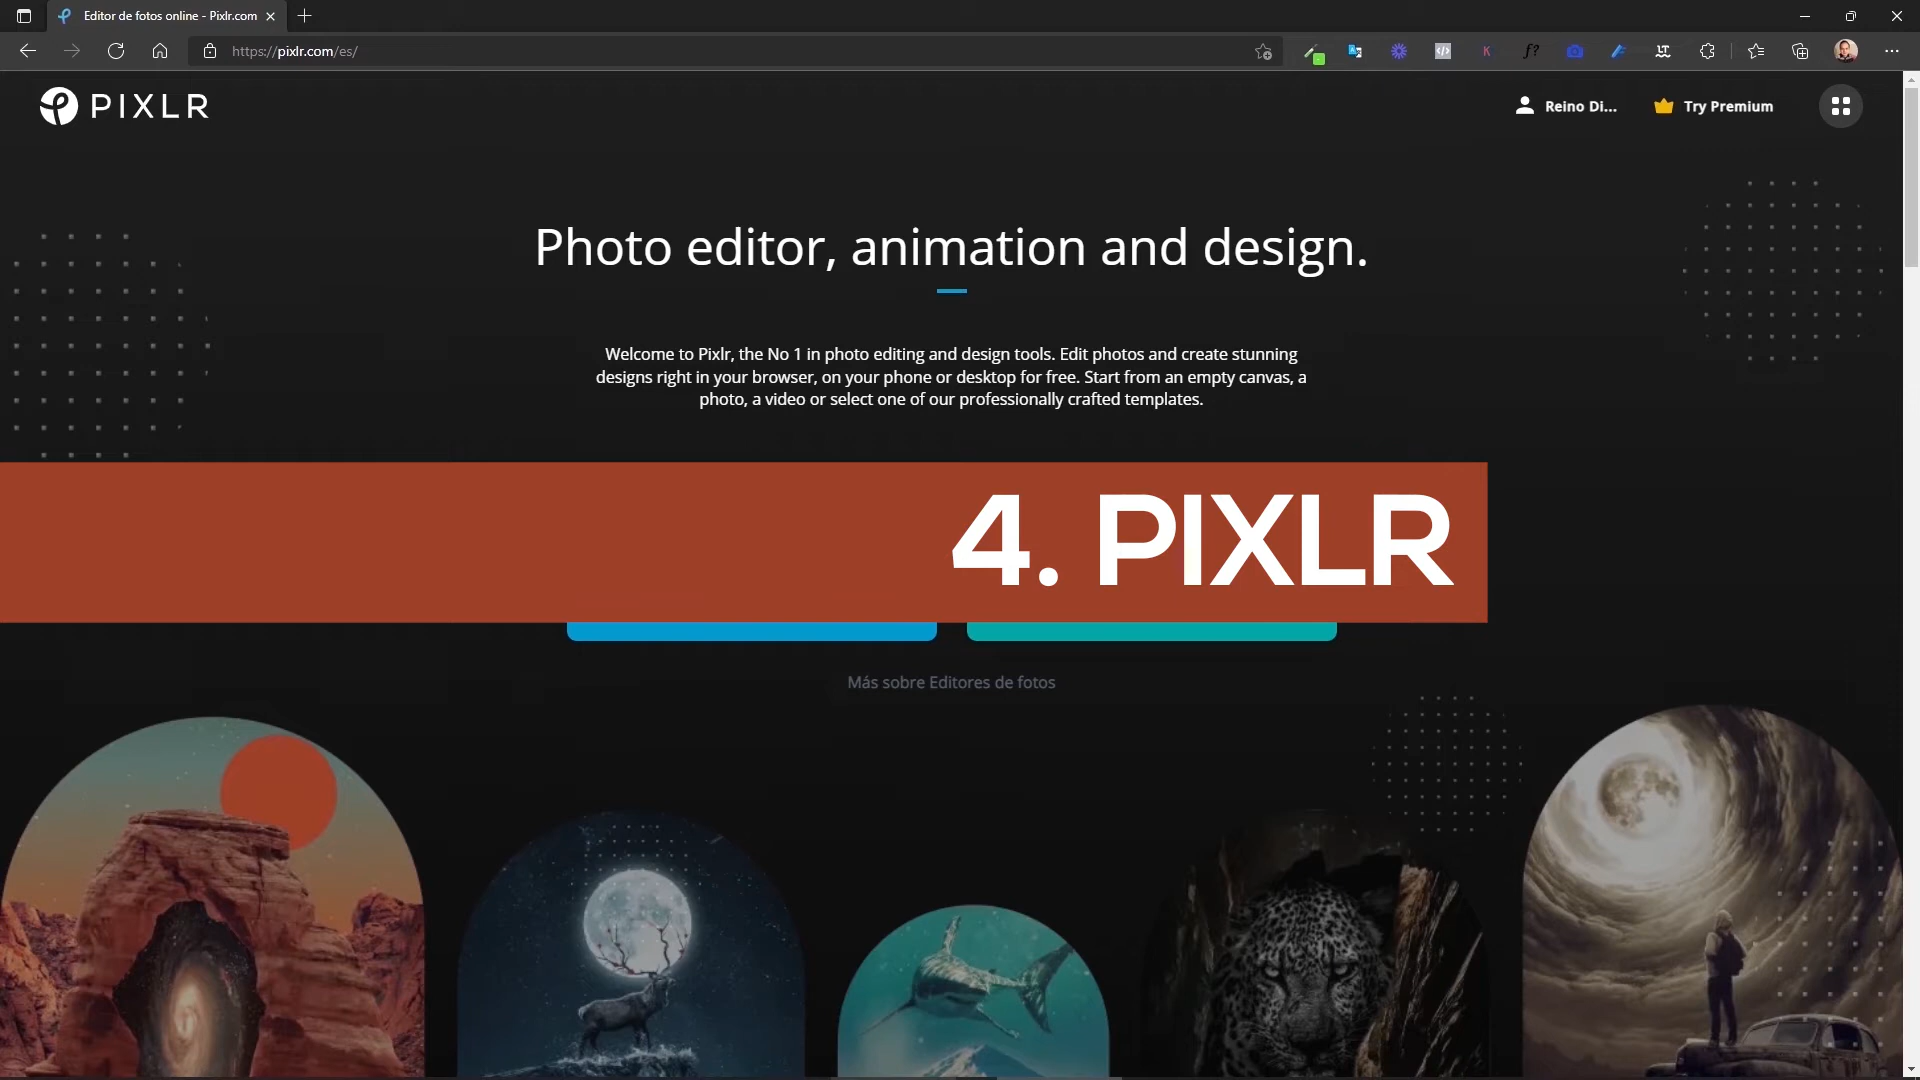 Editor de fotos online - Pixlr.com
https://pixlr.com/es/
PIXLR
Reino Di...
Try Premium
Photo editor, animation and design.
Welcome to Pixlr, the No 1 in photo editing and design tools. Edit photos and create stunning
designs right in your browser, on your phone or desktop for free. Start from an empty canvas, a
photo, a video or select one of our professionally crafted templates.
4. PIXLR
Más sobre Editores de fotos